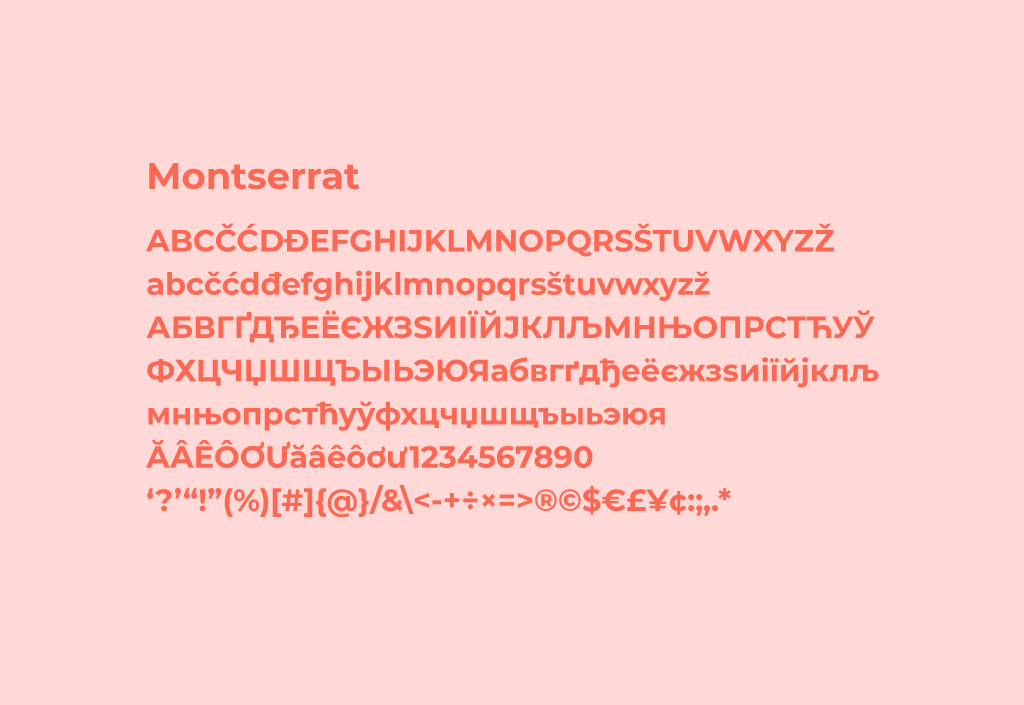 Montserrat
ABCČĆDĐEFGHIJKLMNOPQRSŠTUVWXYZŽ
abcčćdđefghijklmnopqrsštuvwxyzž
АБВГҐДЂЕЁЄЖЗЅИІЇЙЈКЛЉМНЊОПРСТЋУЎ
ФХЦЧЏШЩЪЫЬЭЮЯабвгґдђеёєжзѕиіїйјклљ
мнњопрстћуўфхцчџшщъыьэюя
ĂÂÊÔƠƯăâêôơư1234567890
‘?’“!”(%)[#]{@}/&\<-+÷×=>®©$€£¥¢:;,.*